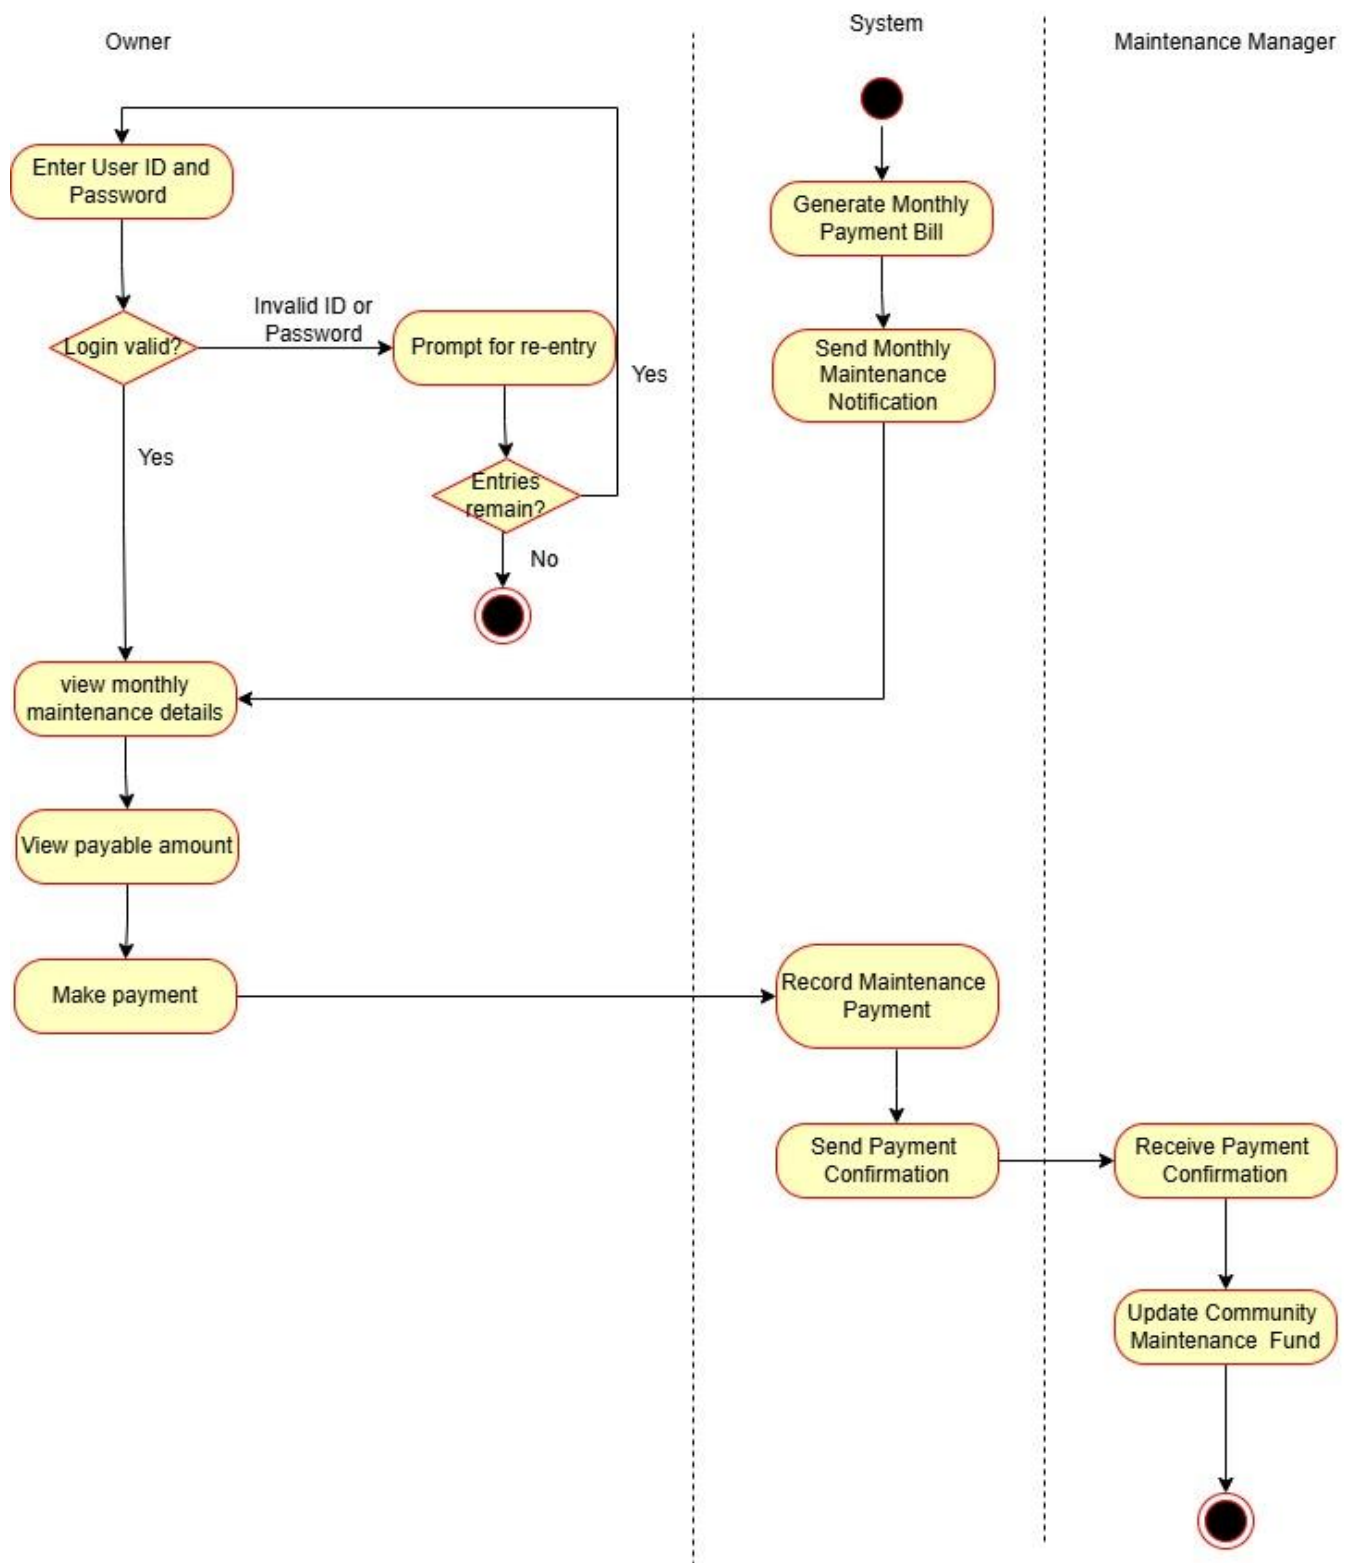 Owner
System
Maintenance Manager
Enter User ID and
Password
Generate Monthly
Payment Bill
Login valid?
Invalid ID or
Password
Prompt for re-entry
Yes
Send Monthly
Maintenance
Notification
Yes
Entries
remain?
No
view monthly
maintenance details
View payable amount
Make payment
Record Maintenance
Payment
Send Payment
Confirmation
Receive Payment
Confirmation
Update Community
Maintenance Fund